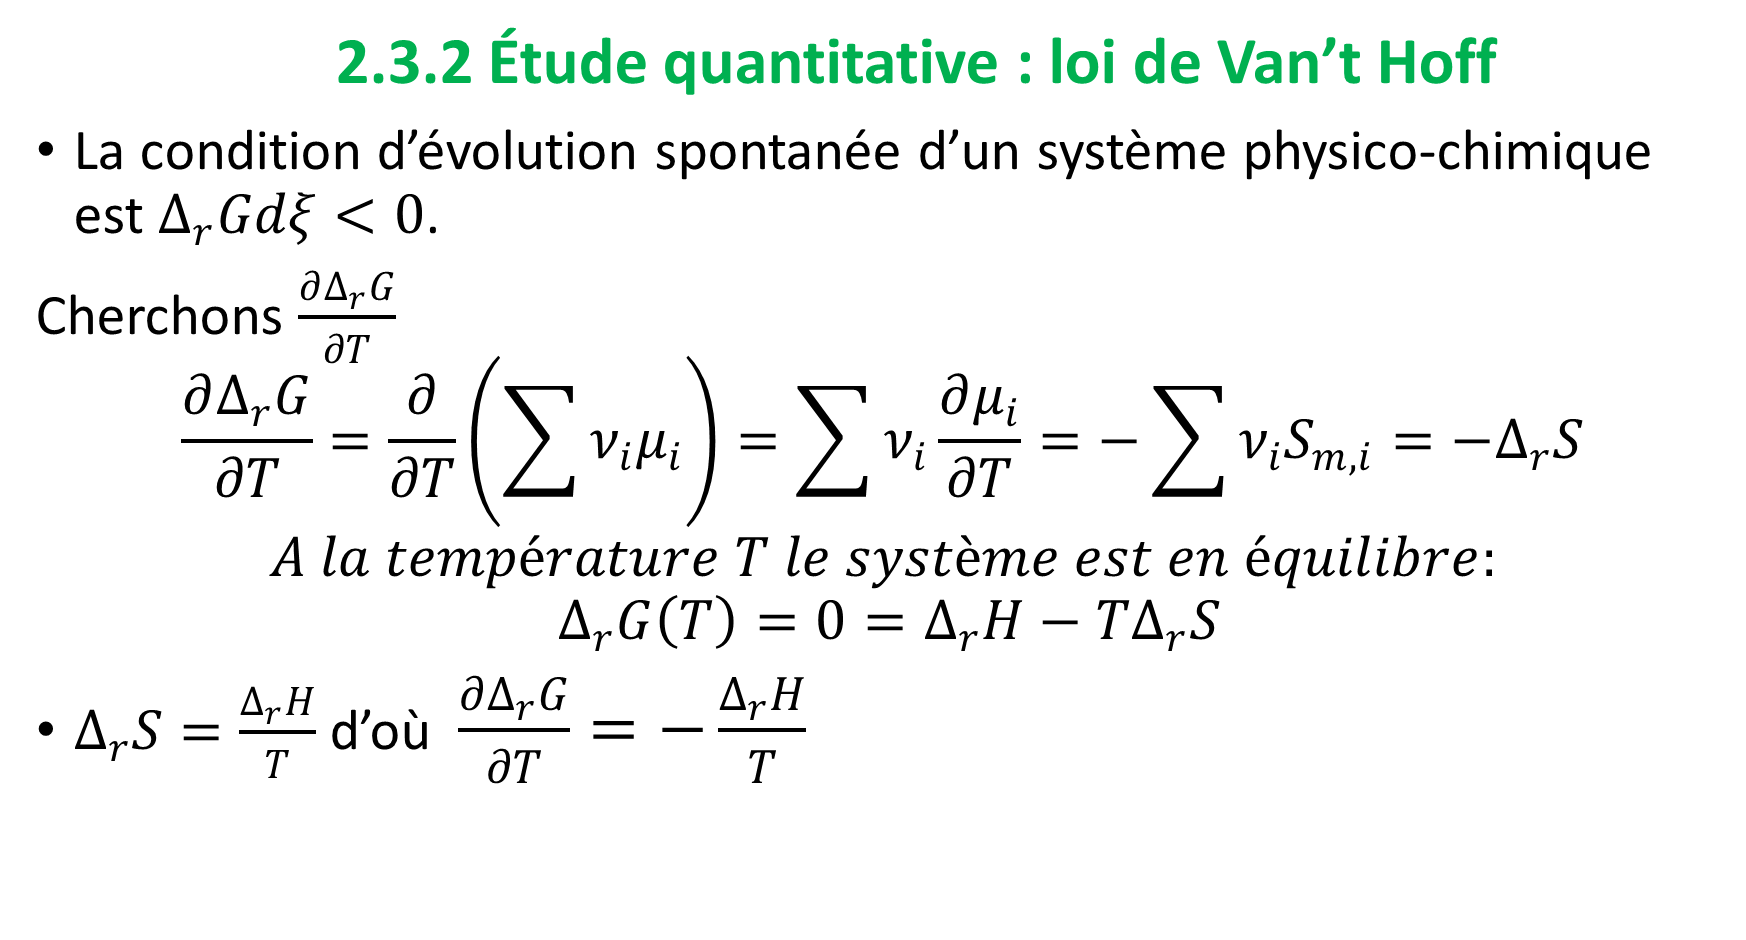 2.3.2 Étude quantitative : loi de Van’t Hoff
• La condition d’évolution spontanée d’un système physico-chimique
est Δ_rGdξ < 0.
Cherchons ∂Δ_rG/∂T
∂Δ_rG/∂T = ∂/∂T (∑ ν_iμ_i) = ∑ ν_i ∂μ_i/∂T = − ∑ ν_iS_{m,i} = −Δ_rS
A la température T le système est en équilibre:
Δ_rG(T) = 0 = Δ_rH − TΔ_rS
• Δ_rS = Δ_rH/T d’où ∂Δ_rG/∂T = − Δ_rH/T